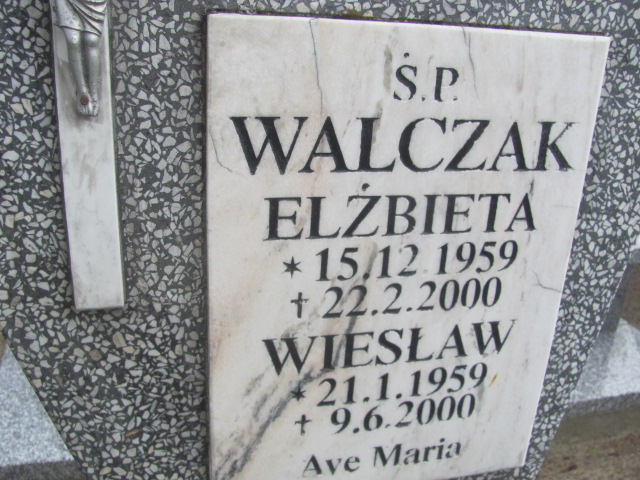 Ś.P.
WALCZAK
ELŻBIETA
* 15.12 1959
† 22.2.2000
WIESŁAW
* 21.1.1959
† 9.6.2000
Ave Maria